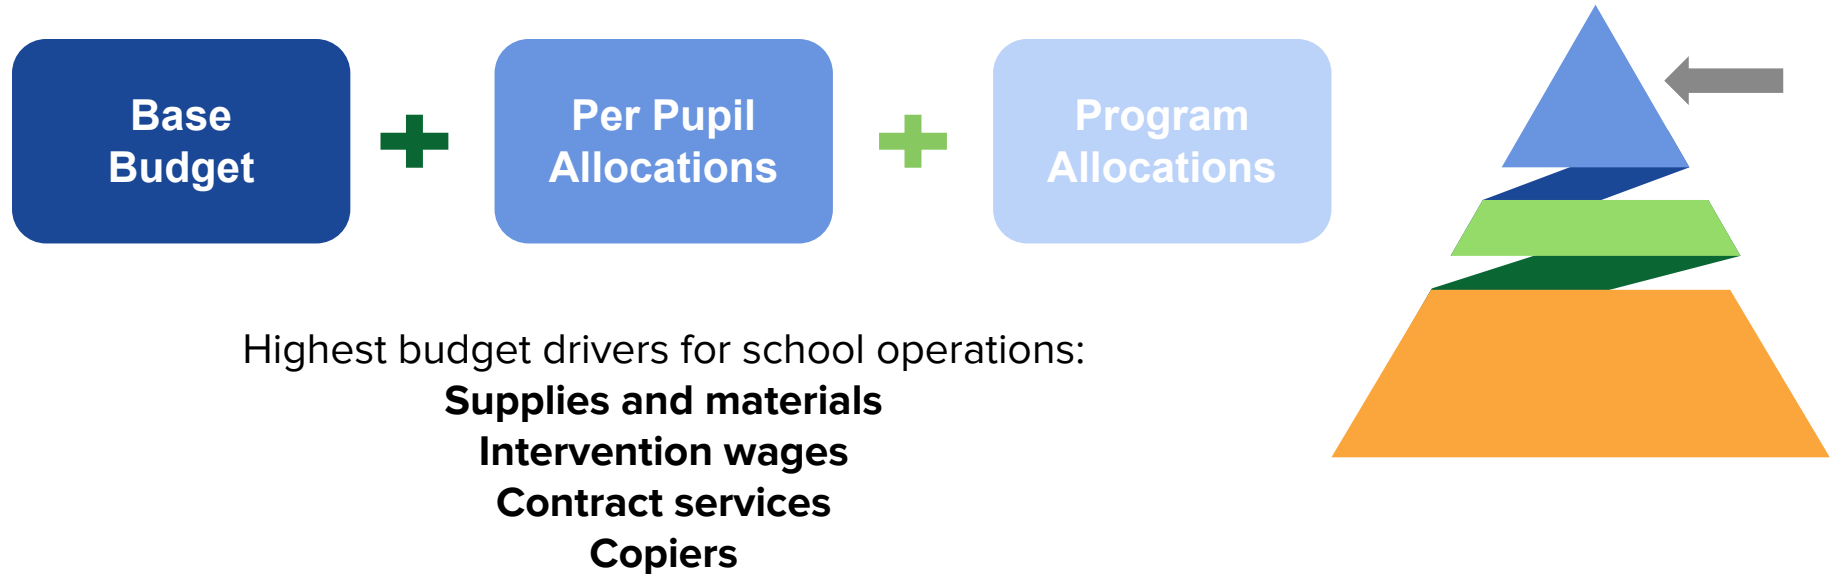 Base
Budget
Per Pupil
Allocations
Program
Allocations
Highest budget drivers for school operations:
Supplies and materials
Intervention wages
Contract services
Copiers